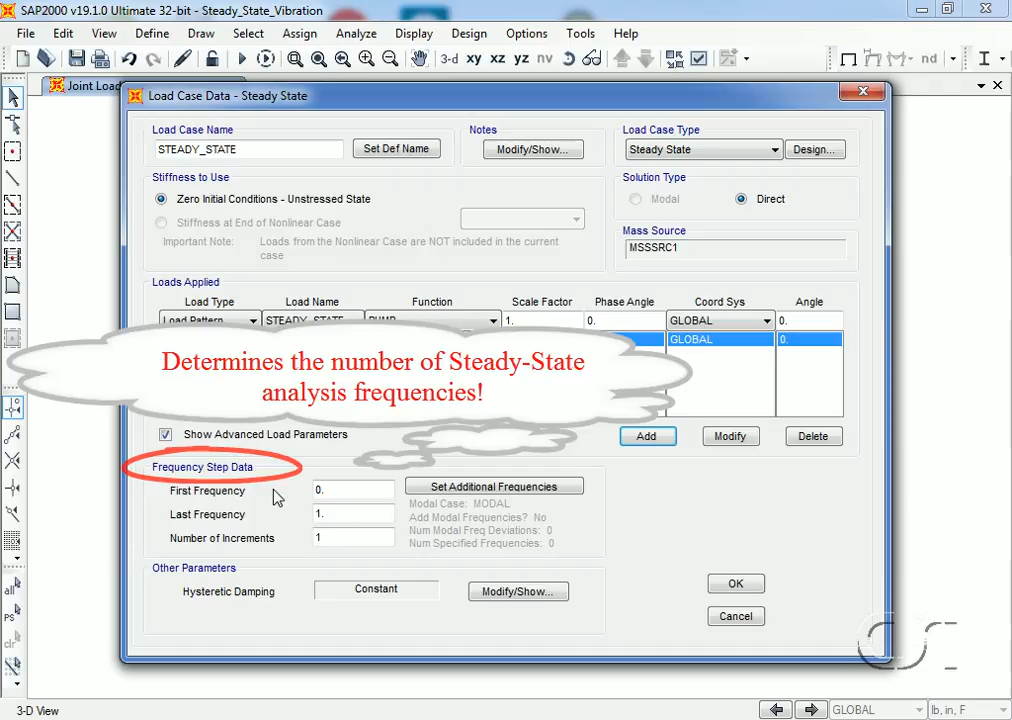 SAP2000 v19.1.0 Ultimate 32-bit - Steady_State_Vibration
File Edit View Define Draw Select Assign Analyze Display Design Options Tools Help
3-d xy xz yz nv nd
Joint Load
Load Case Data - Steady State
Load Case Name
STEADY_STATE
Set Def Name
Notes
Modify/Show...
Load Case Type
Steady State
Design...
Stiffness to Use
Zero Initial Conditions - Unstressed State
Stiffness at End of Nonlinear Case
Important Note: Loads from the Nonlinear Case are NOT included in the current
case
Solution Type
Modal Direct
Mass Source
MSSSRC1
Loads Applied
Load Type Load Name Function Scale Factor Phase Angle Coord Sys Angle
Load Pattern STEADY_STATE PUMP 1. 0. GLOBAL 0.
GLOBAL 0.
Determines the number of Steady-State
analysis frequencies!
Show Advanced Load Parameters
Add Modify Delete
Frequency Step Data
First Frequency 0.
Last Frequency 1.
Number of Increments 1
Set Additional Frequencies
Modal Case: MODAL
Add Modal Frequencies? No
Num Modal Freq Deviations: 0
Num Specified Frequencies: 0
Other Parameters
Hysteretic Damping Constant Modify/Show...
OK
Cancel
all
PS
clr
CSI
3-D View GLOBAL lb, in, F